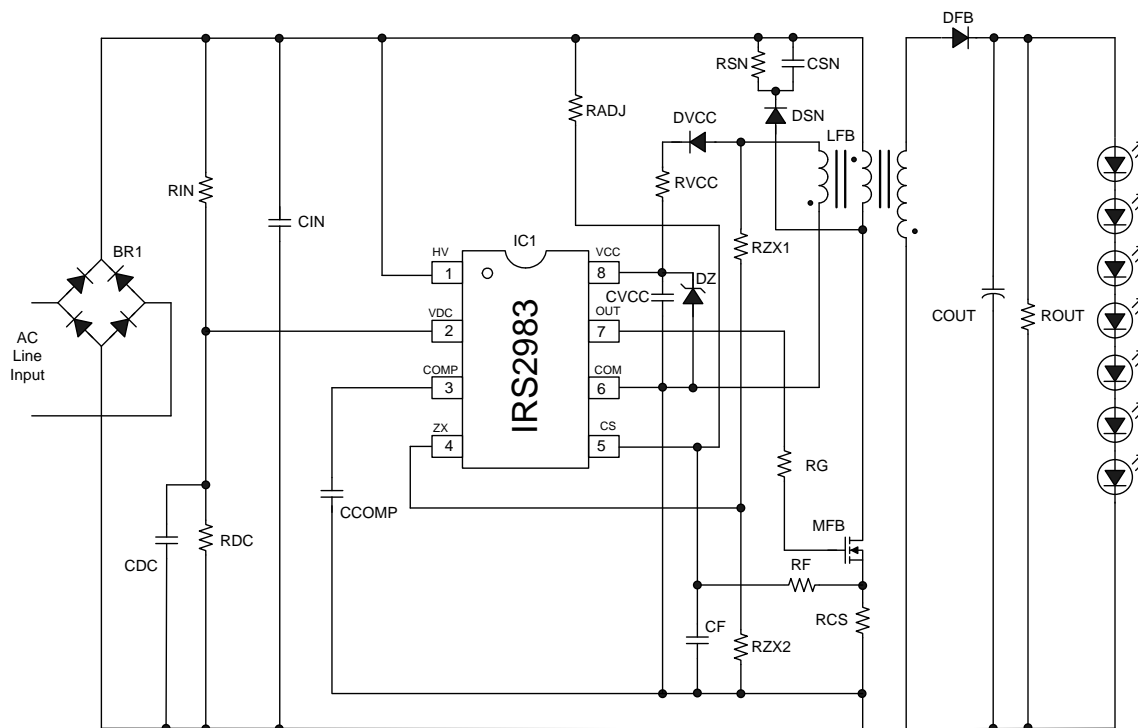 DFB
RSN
CSN
RADJ
DVCC
DSN
LFB
RIN
RVCC
CIN
BR1
IC1
RZX1
HV
VCC
1
8
DZ
CVCC
VDC
OUT
2
7
COUT
ROUT
AC
Line
Input
COMP
COM
3
6
IRS2983
ZX
CS
4
5
RG
CCOMP
MFB
RDC
CDC
RF
RCS
CF
RZX2